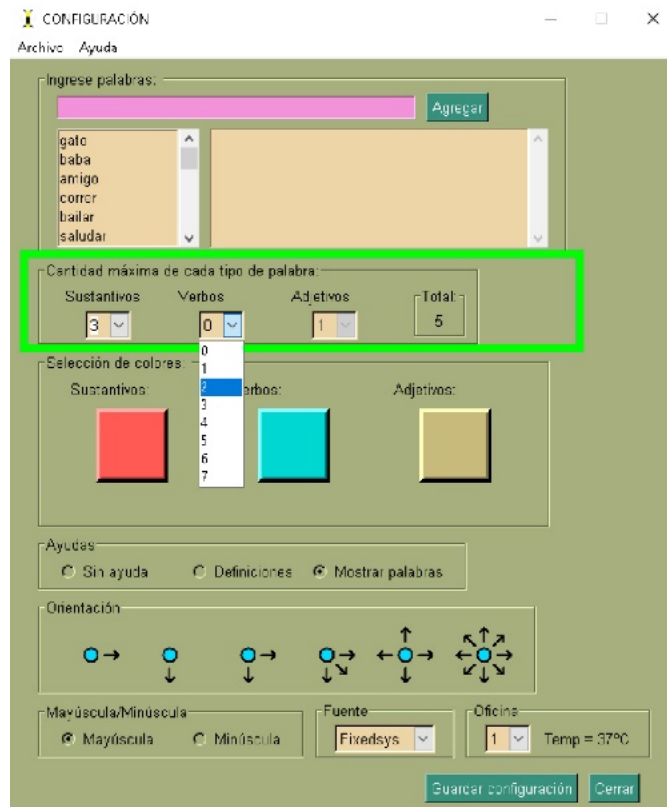 CONFIGURACIÓN
Archivo Ayuda
Ingrese palabras:
Agregar
gato
baba
amigo
correr
bailar
saludar
Cantidad máxima de cada tipo de palabra:
Sustantivos Verbos Adjetivos Total:
3 0 1 5
0
1
2
3
4
5
6
7
Selección de colores:
Sustantivos: erbos: Adjetivos:
Ayudas
Sin ayuda Definiciones Mostrar palabras
Orientación
Mayúscula/Minúscula Fuente Oficina
Mayúscula Minúscula Fixedsys 1 Temp = 37ºC
Guardar configuración Cerrar